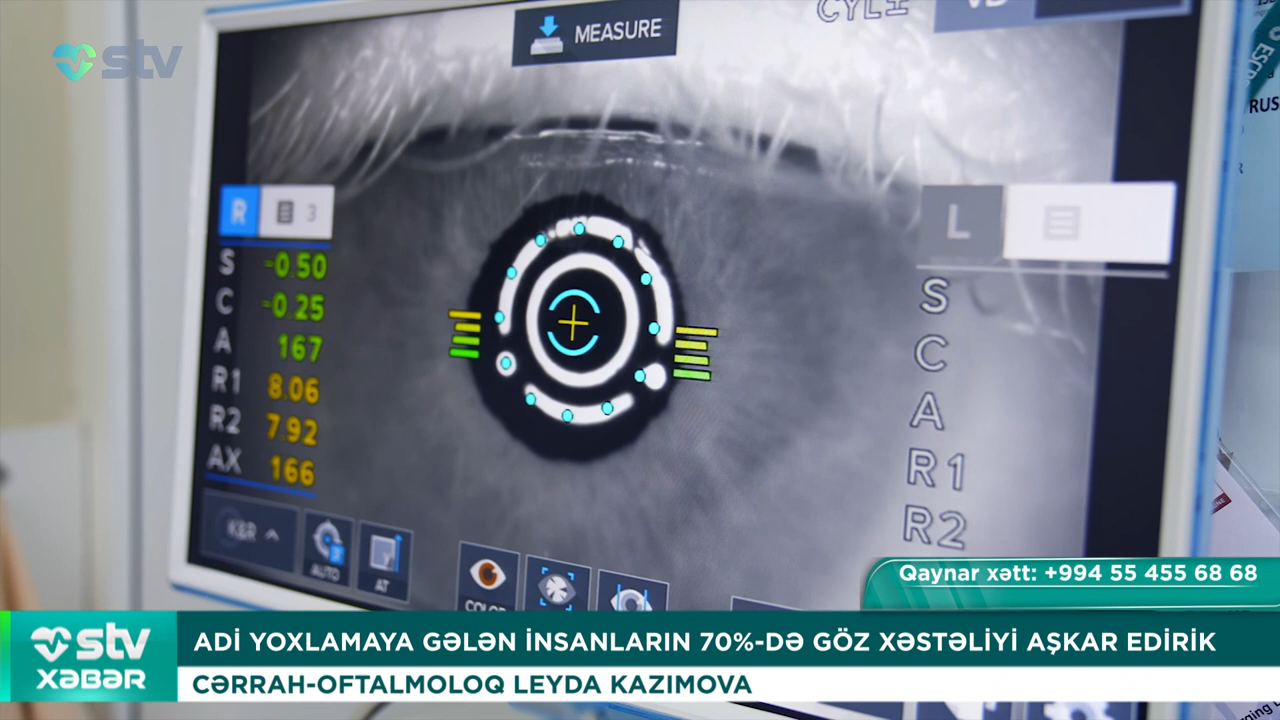 stv
MEASURE
CYL±
R 3
S -0.50
C -0.25
A 167
R1 8.06
R2 7.92
AX 166
K&R
AUTO
AT
L
S
C
A
R1
R2
RUS
Qaynar xətt: +994 55 455 68 68
stv
XƏBƏR
ADİ YOXLAMAYA GƏLƏN İNSANLARIN 70%-DƏ GÖZ XƏSTƏLİYİ AŞKAR EDİRİK
CƏRRAH-OFTALMOLOQ LEYDA KAZIMOVA